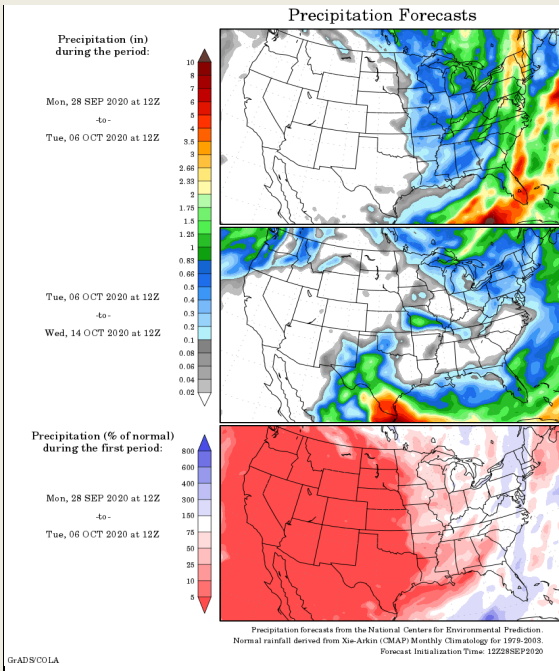 Precipitation Forecasts
Precipitation (in)
during the period:
Mon, 28 SEP 2020 at 12Z
-to-
Tue, 06 OCT 2020 at 12Z
10
8
7
6
5
4
3.5
3
2.66
2.33
2
1.75
1.5
1.25
1
0.83
0.66
0.5
0.4
0.3
0.2
0.1
0.08
0.06
0.04
0.02
Tue, 06 OCT 2020 at 12Z
-to-
Wed, 14 OCT 2020 at 12Z
Precipitation (% of normal)
during the first period:
Mon, 28 SEP 2020 at 12Z
-to-
Tue, 06 OCT 2020 at 12Z
800
600
400
300
150
75
50
25
10
5
Precipitation forecasts from the National Centers for Environmental Prediction.
Normal rainfall derived from Xie-Arkin (CMAP) Monthly Climatology for 1979-2003.
Forecast Initialization Time: 12Z28SEP2020
GrADS/COLA